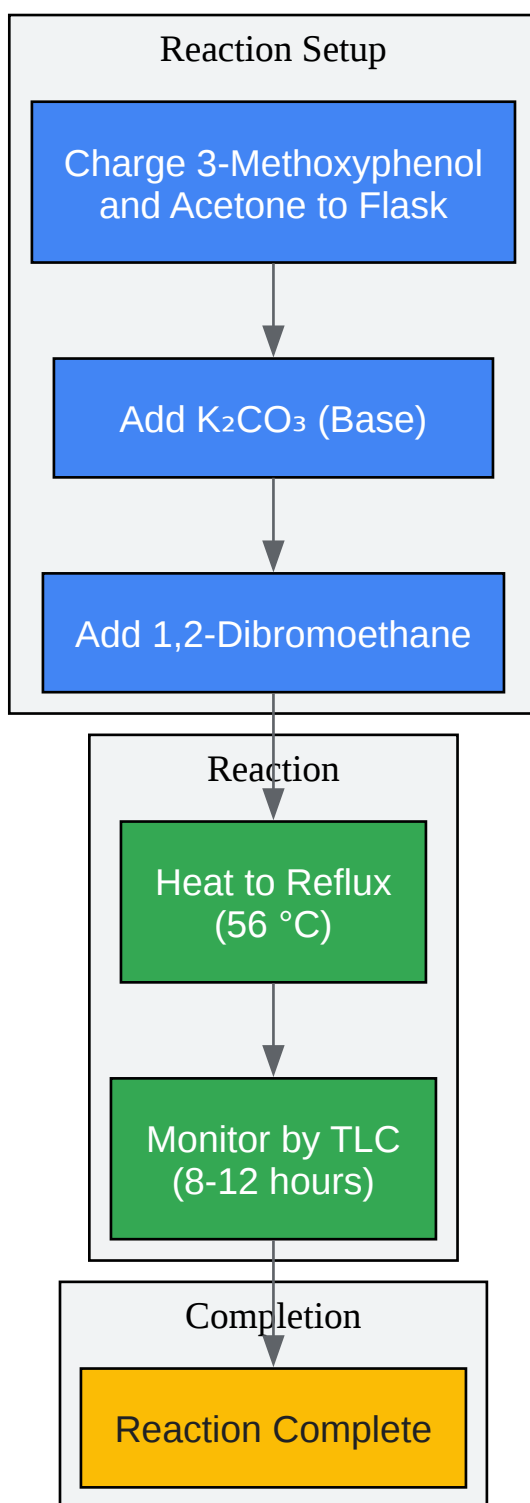 Reaction Setup
Charge 3-Methoxyphenol
and Acetone to Flask
Add K₂CO₃ (Base)
Add 1,2-Dibromoethane
Reaction
Heat to Reflux
(56 °C)
Monitor by TLC
(8-12 hours)
Completion
Reaction Complete